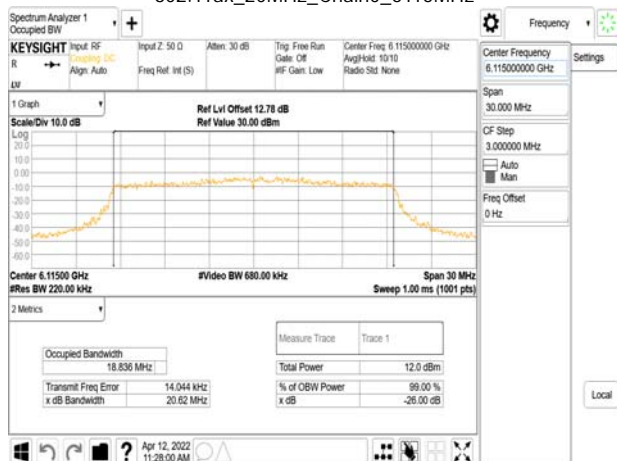 Spectrum Analyzer 1
Occupied BW
Frequency
KEYSIGHT
Input: RF
Coupling: DC
Align: Auto
Input Z: 50 Ω
Freq Ref: Int (S)
Atten: 30 dB
Trig: Free Run
Gate: Off
#IF Gain: Low
Center Freq: 6.115000000 GHz
Avg|Hold: 10/10
Radio Std: None
R
LVI
Center Frequency
6.115000000 GHz
Settings
Span
30.000 MHz
CF Step
3.000000 MHz
Auto
Man
Freq Offset
0 Hz
1 Graph
Scale/Div 10.0 dB
Ref Lvl Offset 12.78 dB
Ref Value 30.00 dBm
Log
20.0
10.0
0.00
-10.0
-20.0
-30.0
-40.0
-50.0
-60.0
Center 6.11500 GHz
#Res BW 220.00 kHz
#Video BW 680.00 kHz
Span 30 MHz
Sweep 1.00 ms (1001 pts)
2 Metrics
Measure Trace
Trace 1
Occupied Bandwidth
18.836 MHz
Total Power
12.0 dBm
Transmit Freq Error
14.044 kHz
% of OBW Power
99.00 %
x dB Bandwidth
20.62 MHz
x dB
-26.00 dB
Local
Apr 12, 2022
11:28:00 AM